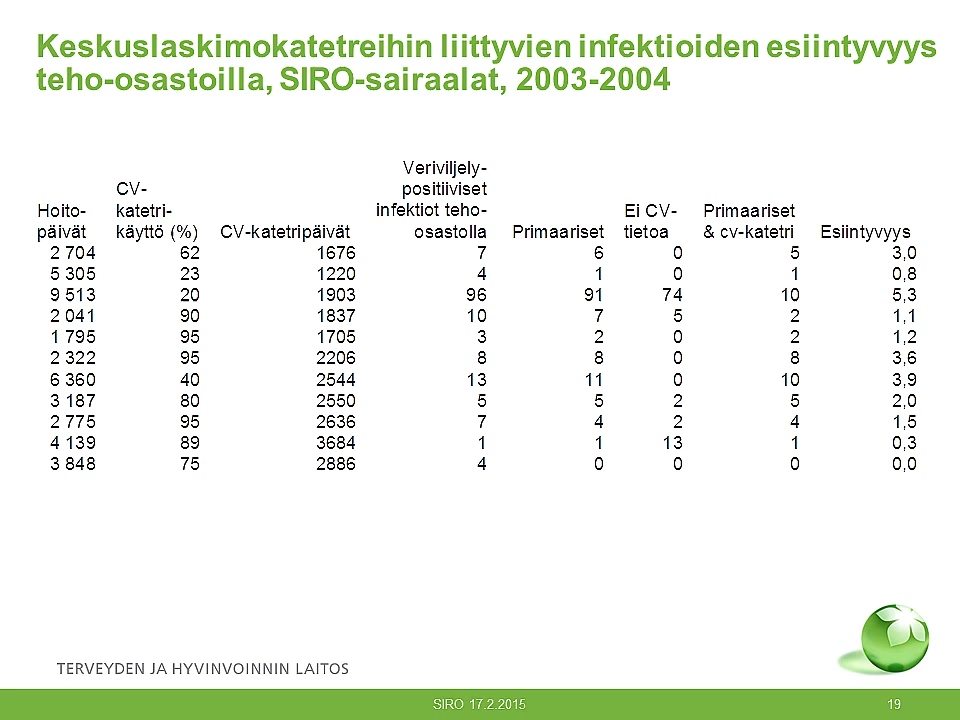 Keskuslaskimokatetreihin liittyvien infektioiden esiintyvyys
teho-osastoilla, SIRO-sairaalat, 2003-2004
Hoito-päivät CV-katetri-käyttö (%) CV-katetripäivät Veriviljely-positiiviset infektiot teho-osastolla Primaariset Ei CV-tietoa Primaariset & cv-katetri Esiintyvyys
2 704 62 1676 7 6 0 5 3,0
5 305 23 1220 4 1 0 1 0,8
9 513 20 1903 96 91 74 10 5,3
2 041 90 1837 10 7 5 2 1,1
1 795 95 1705 3 2 0 2 1,2
2 322 95 2206 8 8 0 8 3,6
6 360 40 2544 13 11 0 10 3,9
3 187 80 2550 5 5 2 5 2,0
2 775 95 2636 7 4 2 4 1,5
4 139 89 3684 1 1 13 1 0,3
3 848 75 2886 4 0 0 0 0,0
TERVEYDEN JA HYVINVOINNIN LAITOS
SIRO 17.2.2015 19